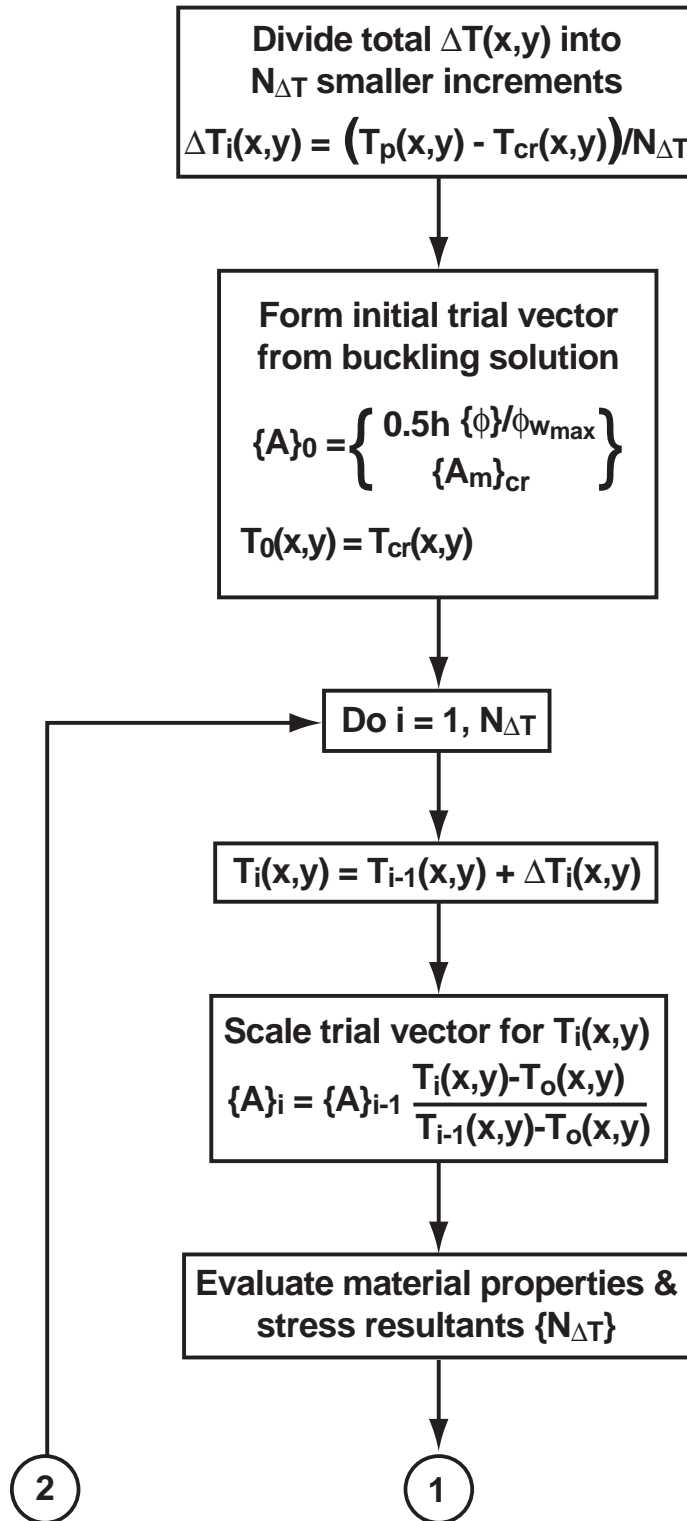 Divide total ΔT(x,y) into
N_ΔT smaller increments
ΔT_i(x,y) = (T_p(x,y) - T_cr(x,y))/N_ΔT
Form initial trial vector
from buckling solution
{A}_0 = { 0.5h {ϕ}/ϕ_w_max
{A_m}_cr }
T_0(x,y) = T_cr(x,y)
Do i = 1, N_ΔT
T_i(x,y) = T_i-1(x,y) + ΔT_i(x,y)
Scale trial vector for T_i(x,y)
{A}_i = {A}_i-1 T_i(x,y)-T_o(x,y)
T_i-1(x,y)-T_o(x,y)
Evaluate material properties &
stress resultants {N_ΔT}
2
1